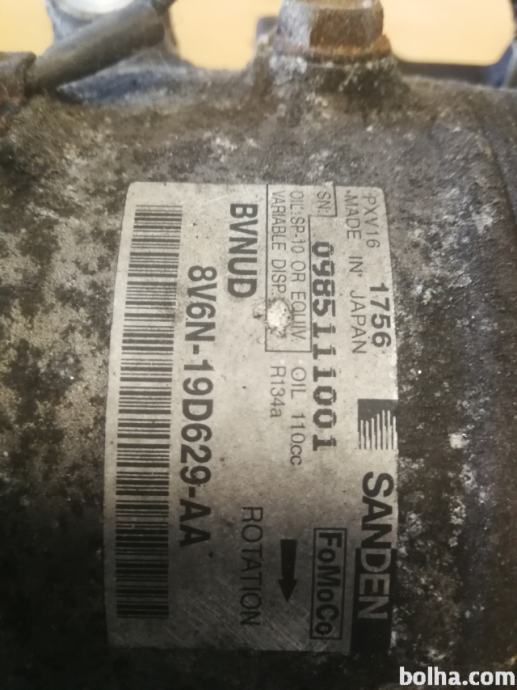 PXV16 1756
MADE IN JAPAN
SANDEN
SN. 0985111001
FoMoCo
OIL:SP-10 OR EQUIV. OIL 110cc
VARIABLE DISP. R134a
BVNUD ROTATION
8V6N-19D629-AA
bolha.com